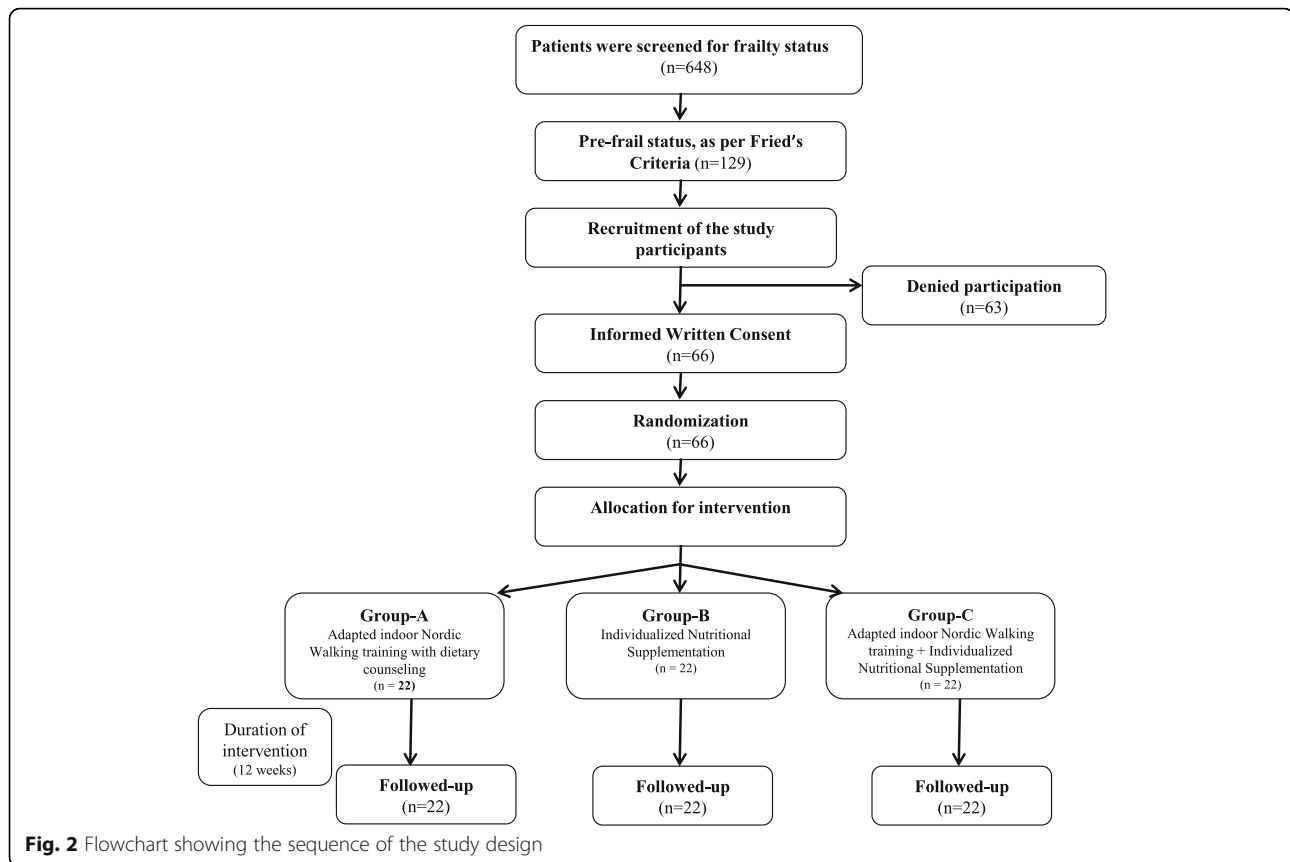 Patients were screened for frailty status
(n=648)
Pre-frail status, as per Fried's
Criteria (n=129)
Recruitment of the study
participants
Denied participation
(n=63)
Informed Written Consent
(n=66)
Randomization
(n=66)
Allocation for intervention
Group-A
Adapted indoor Nordic
Walking training with dietary
counseling
(n = 22)
Group-B
Individualized Nutritional
Supplementation
(n = 22)
Group-C
Adapted indoor Nordic Walking
training + Individualized
Nutritional Supplementation
(n = 22)
Duration of
intervention
(12 weeks)
Followed-up
(n=22)
Followed-up
(n=22)
Followed-up
(n=22)
Fig. 2 Flowchart showing the sequence of the study design